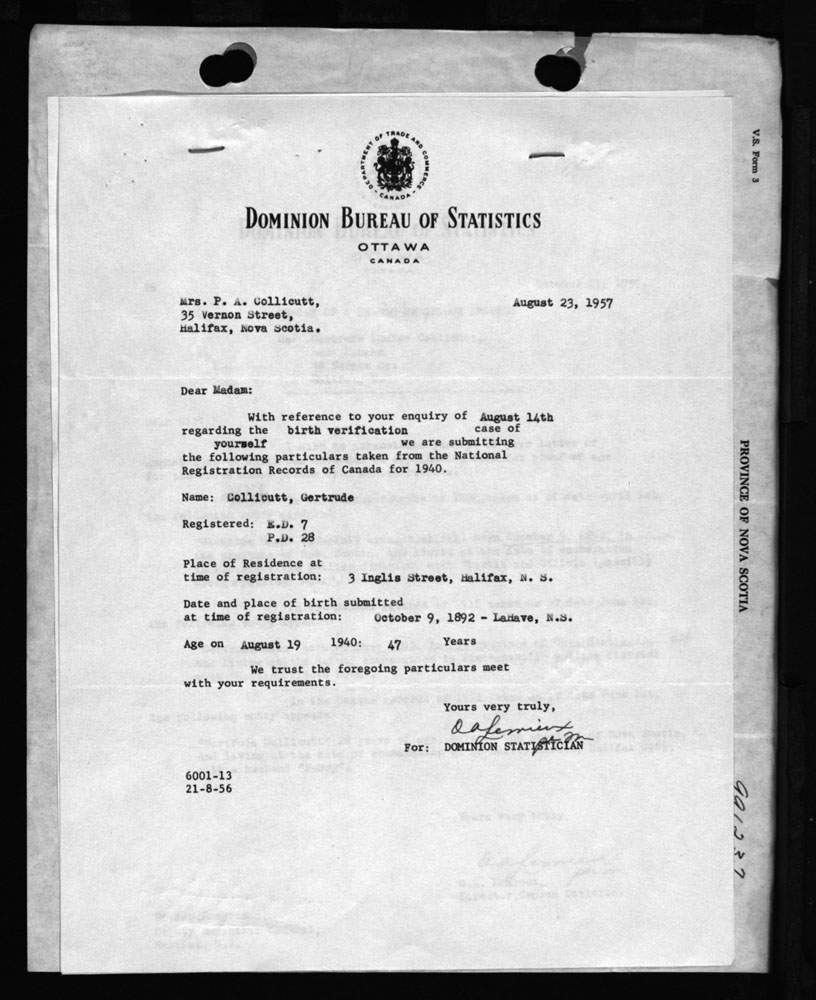 DEPARTMENT OF TRADE AND COMMERCE
CANADA
DOMINION BUREAU OF STATISTICS
OTTAWA
CANADA
Mrs. P. A. Collicutt,
35 Vernon Street,
Halifax, Nova Scotia.
August 23, 1957
Dear Madam:
With reference to your enquiry of August 14th
regarding the birth verification case of
yourself we are submitting
the following particulars taken from the National
Registration Records of Canada for 1940.
Name: Collicutt, Gertrude
Registered: E.D. 7
P.D. 28
Place of Residence at
time of registration: 3 Inglis Street, Halifax, N. S.
Date and place of birth submitted
at time of registration: October 9, 1892 - LaHave, N.S.
Age on August 19 1940: 47 Years
We trust the foregoing particulars meet
with your requirements.
Yours very truly,
O A Lemieux
For: DOMINION STATISTICIAN
6001-13
21-8-56
V.S. Form 3
PROVINCE OF NOVA SCOTIA